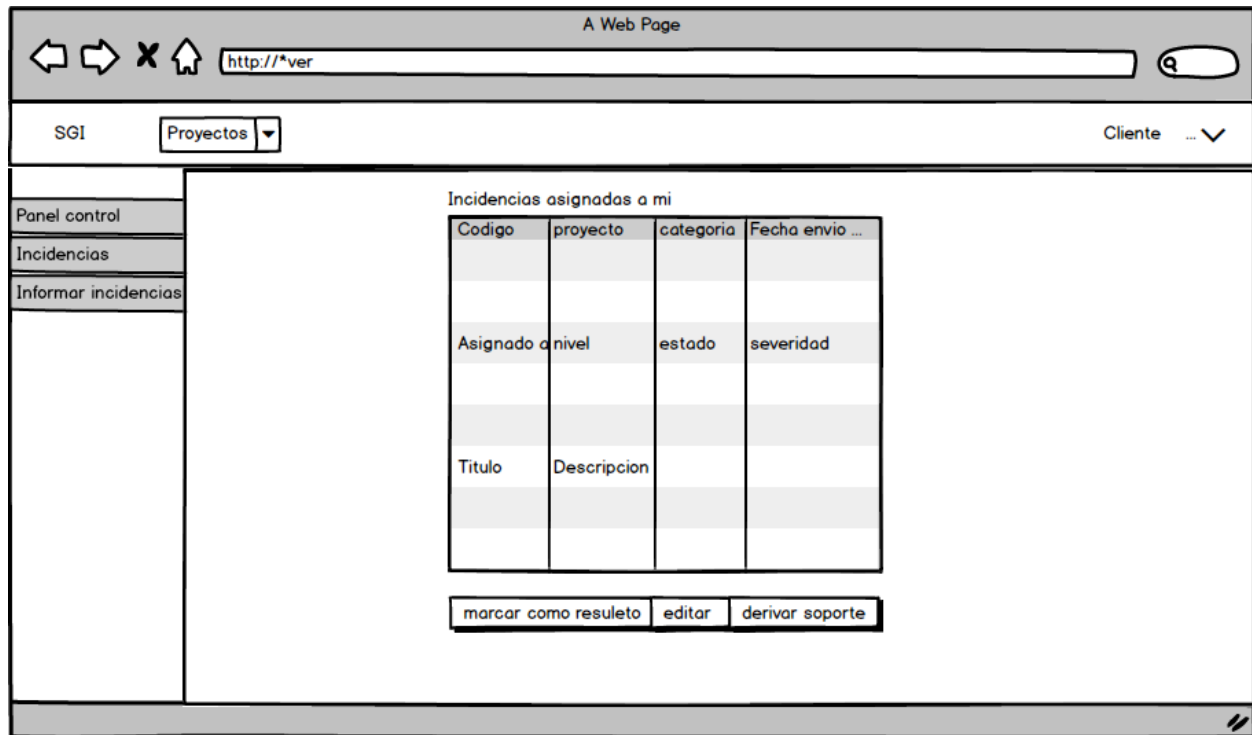 A Web Page
http://*ver
SGI
Proyectos
Cliente ...
Panel control
Incidencias
Informar incidencias
Incidencias asignadas a mi
Codigo proyecto categoria Fecha envio ...
Asignado a nivel estado severidad
Titulo Descripcion
marcar como resuleto editar derivar soporte